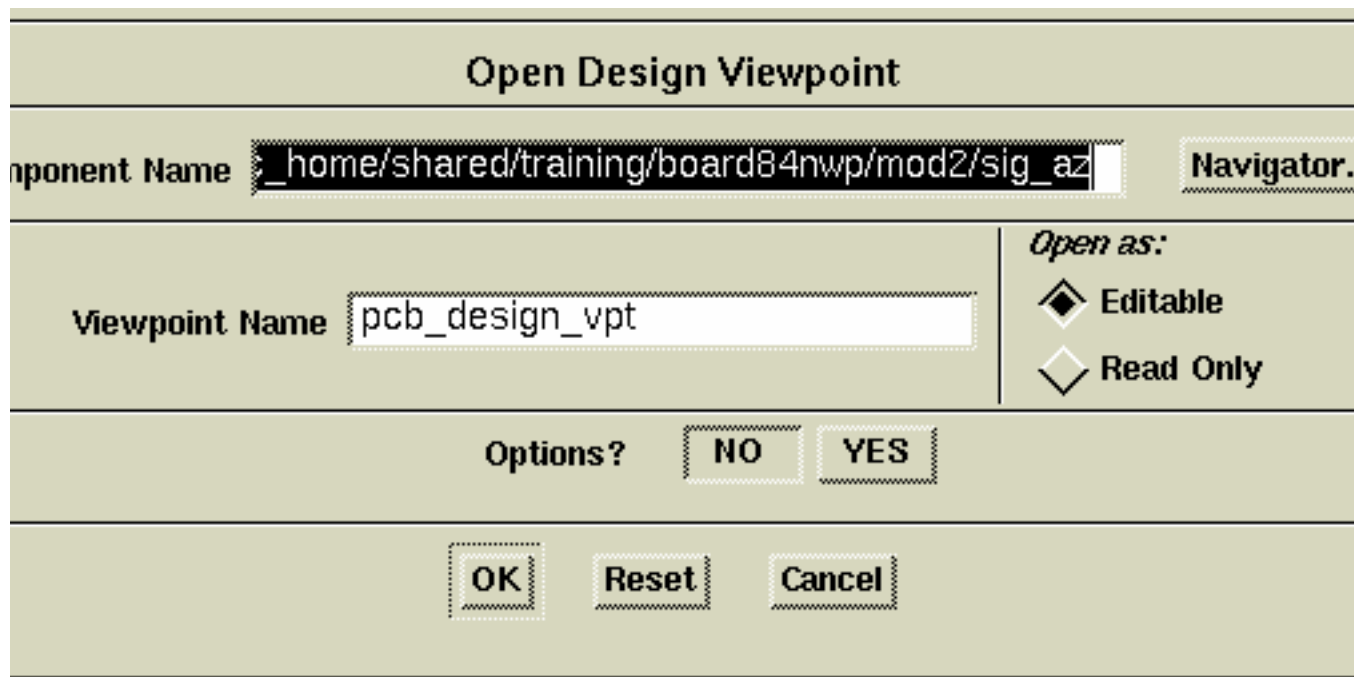 Open Design Viewpoint
mponent Name _home/shared/training/board84nwp/mod2/sig_az Navigator.
Open as:
Viewpoint Name pcb_design_vpt Editable
Read Only
Options? NO YES
OK Reset Cancel